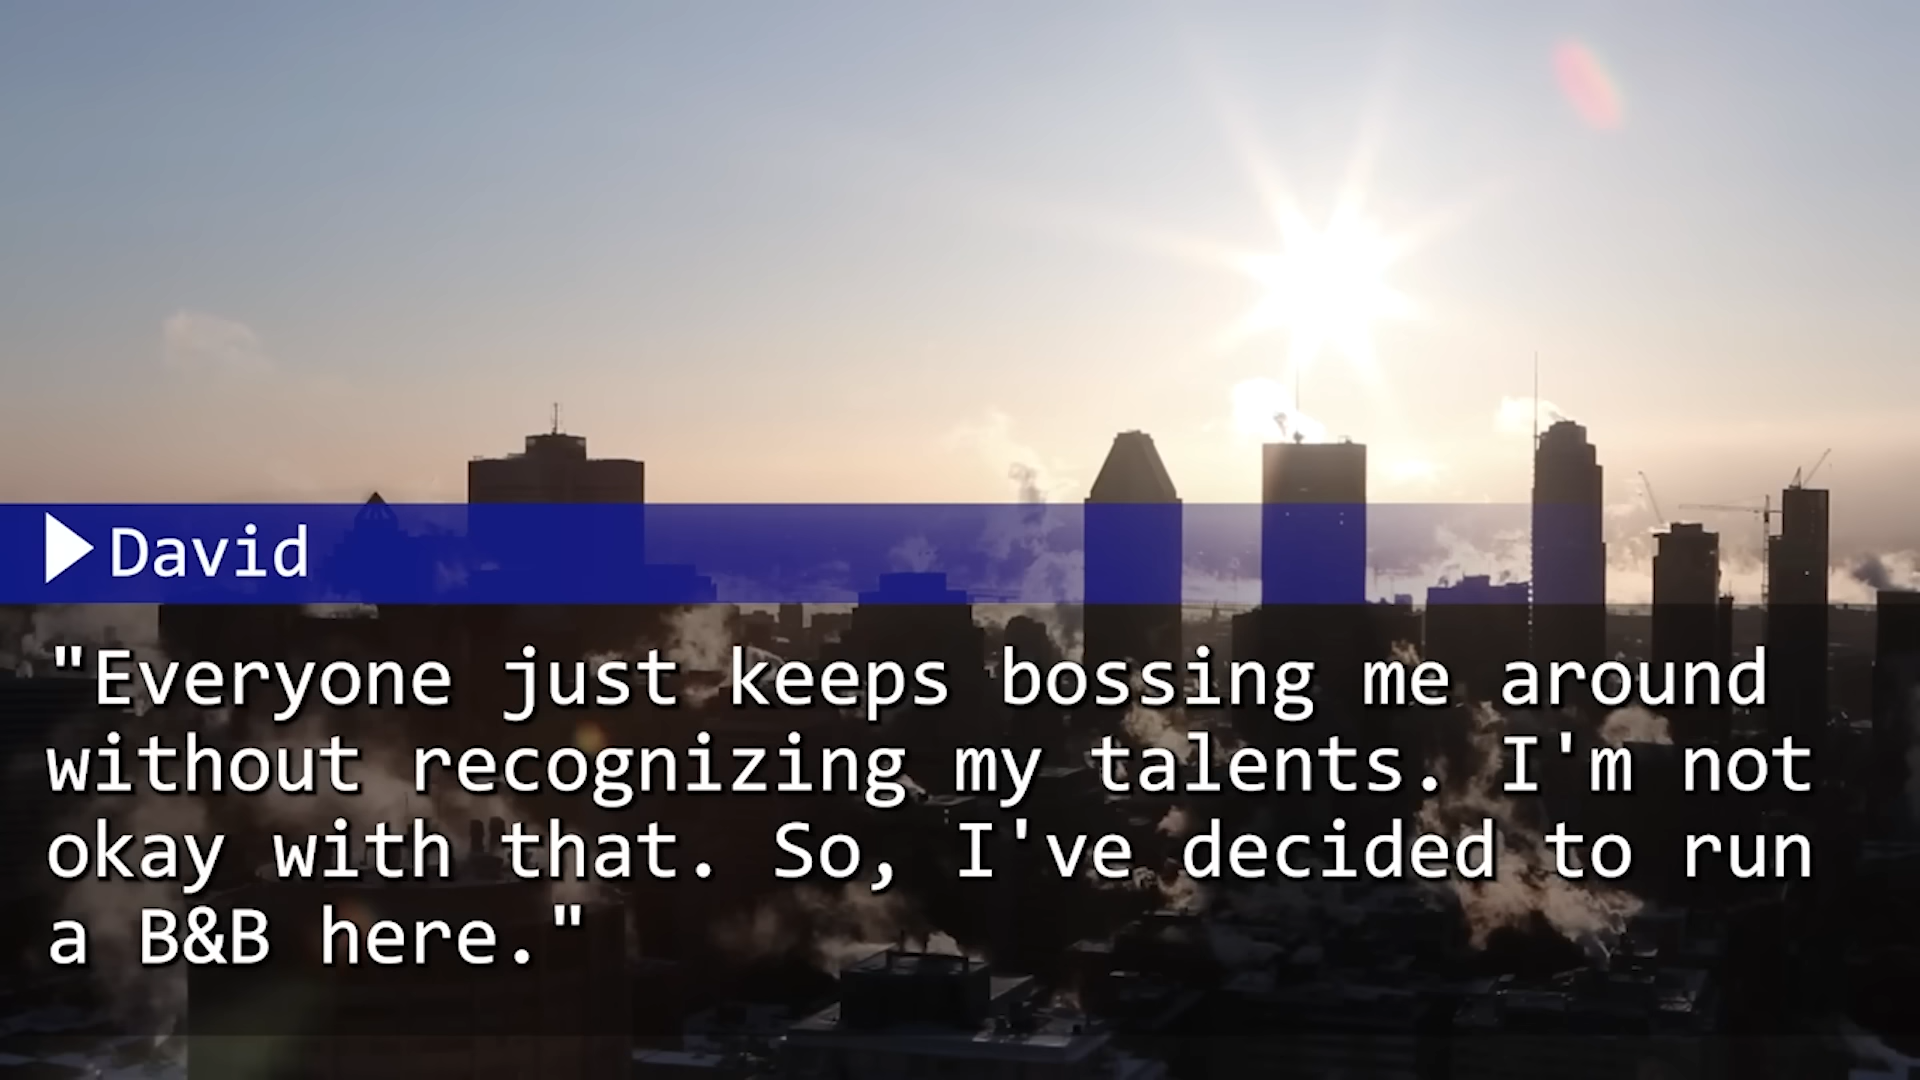 David
"Everyone just keeps bossing me around
without recognizing my talents. I'm not
okay with that. So, I've decided to run
a B&B here."